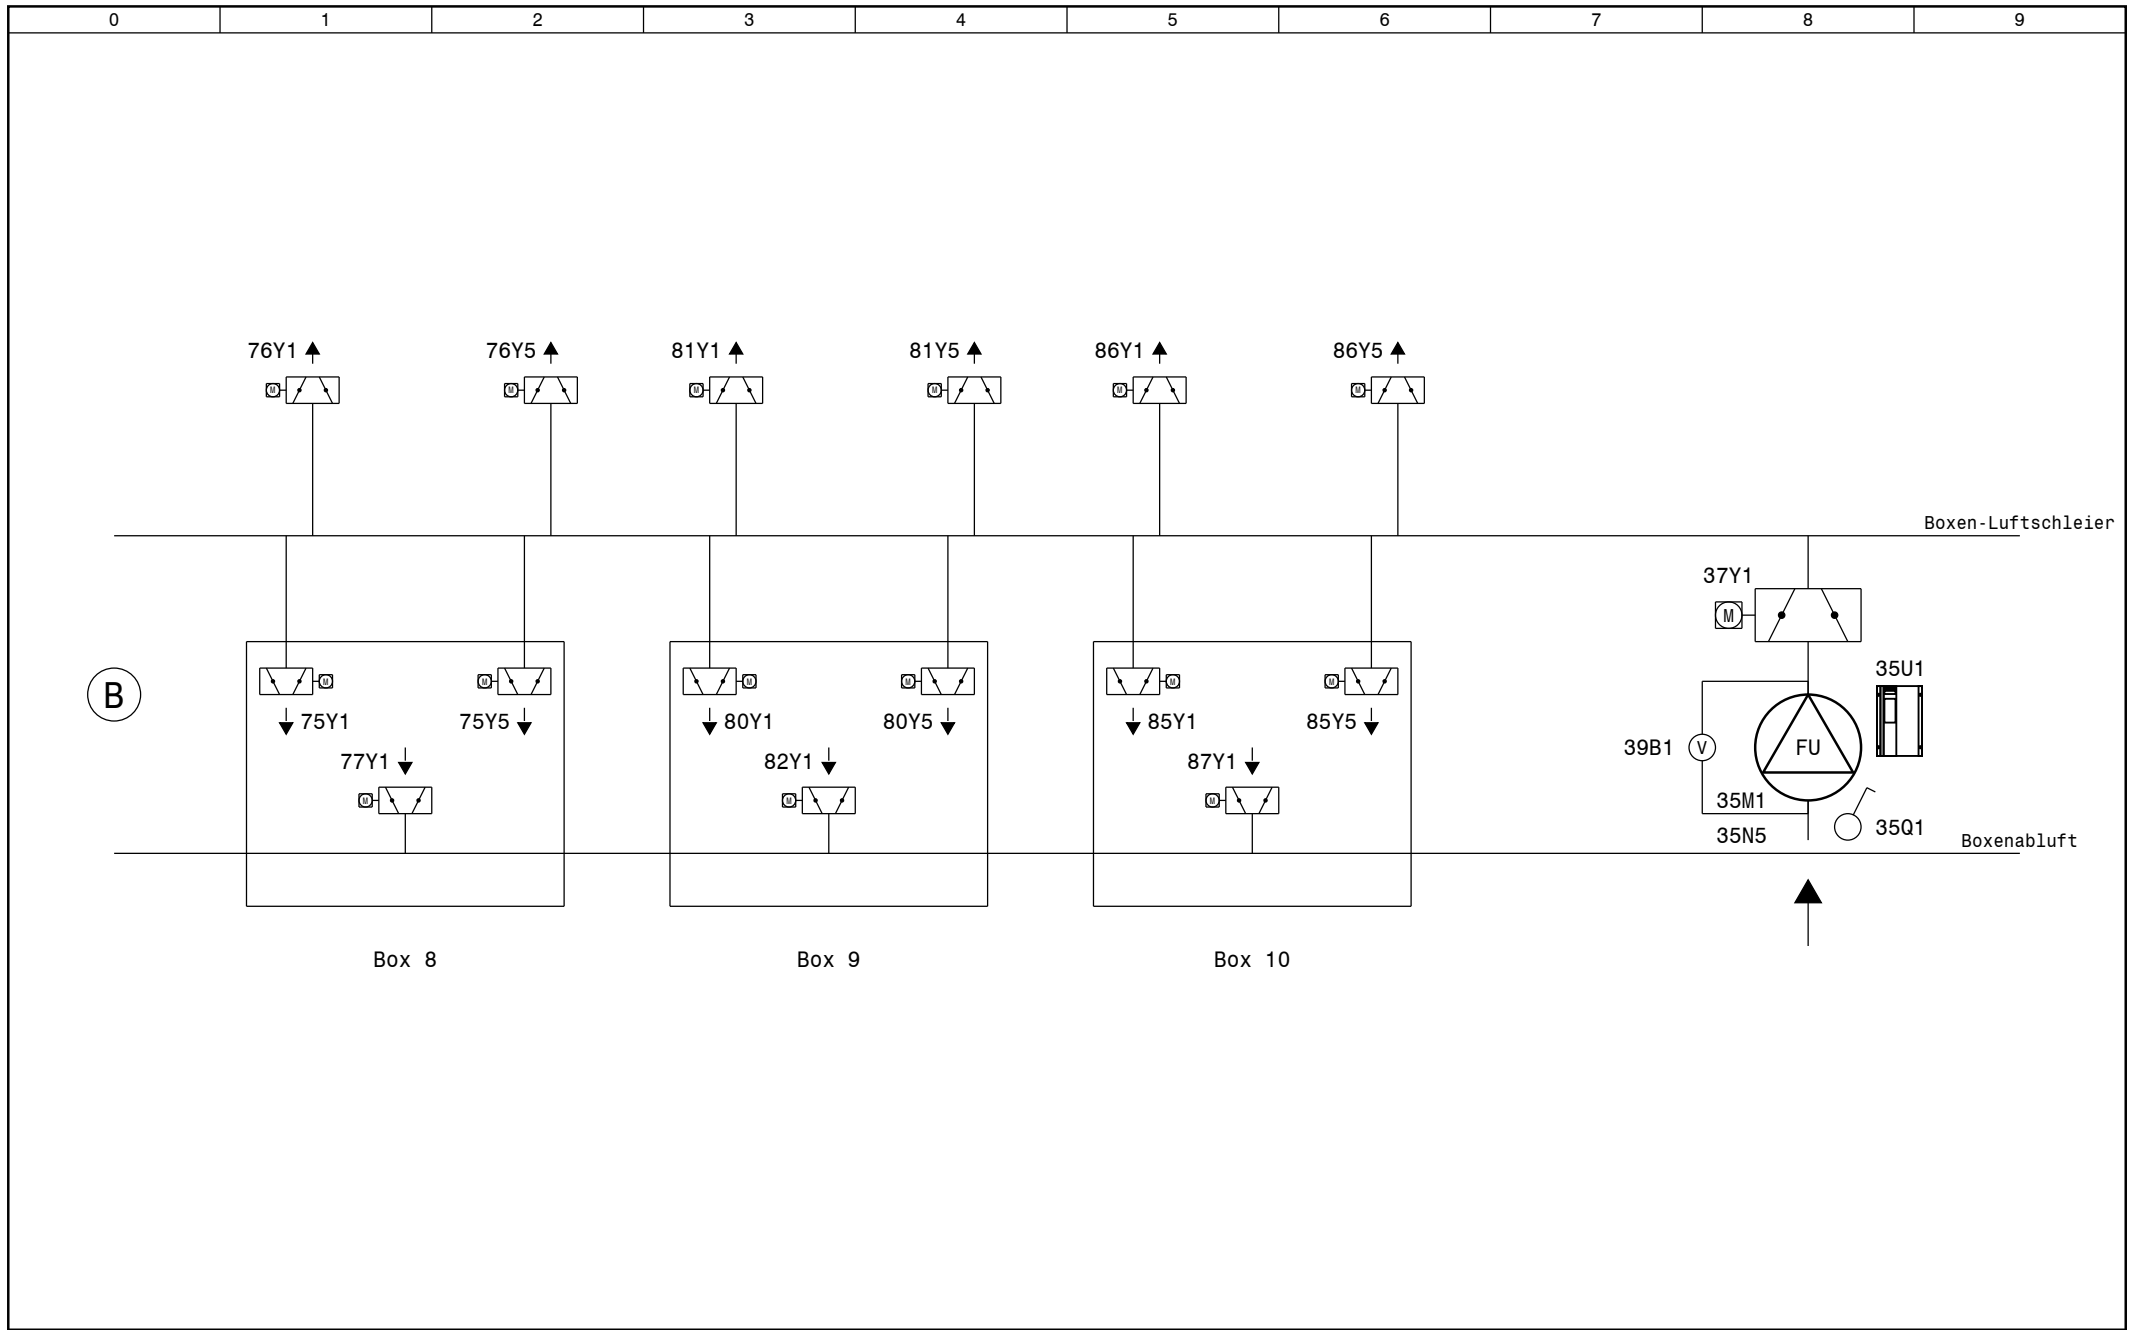 0 1 2 3 4 5 6 7 8 9
76Y1 76Y5 81Y1 81Y5 86Y1 86Y5
M M M M M M
Boxen-Luftschleier
37Y1
M
35U1
B
M M M M M M
75Y1 75Y5 80Y1 80Y5 85Y1 85Y5
39B1 V FU
77Y1 82Y1 87Y1
M M M
35M1
35Q1
35N5
Boxenabluft
Box 8 Box 9 Box 10